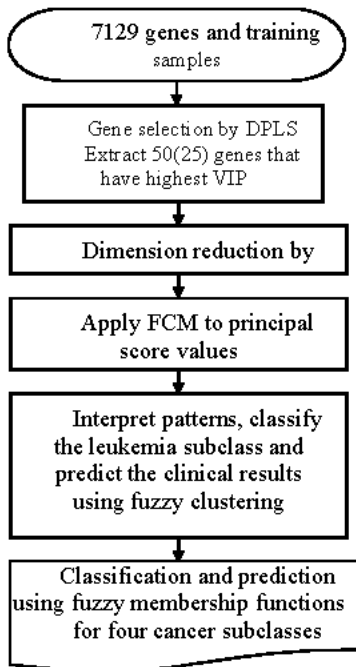 7129 genes and training
samples
Gene selection by DPLS
Extract 50(25) genes that
have highest VIP
Dimension reduction by
Apply FCM to principal
score values
Interpret patterns, classify
the leukemia subclass and
predict the clinical results
using fuzzy clustering
Classification and prediction
using fuzzy membership functions
for four cancer subclasses